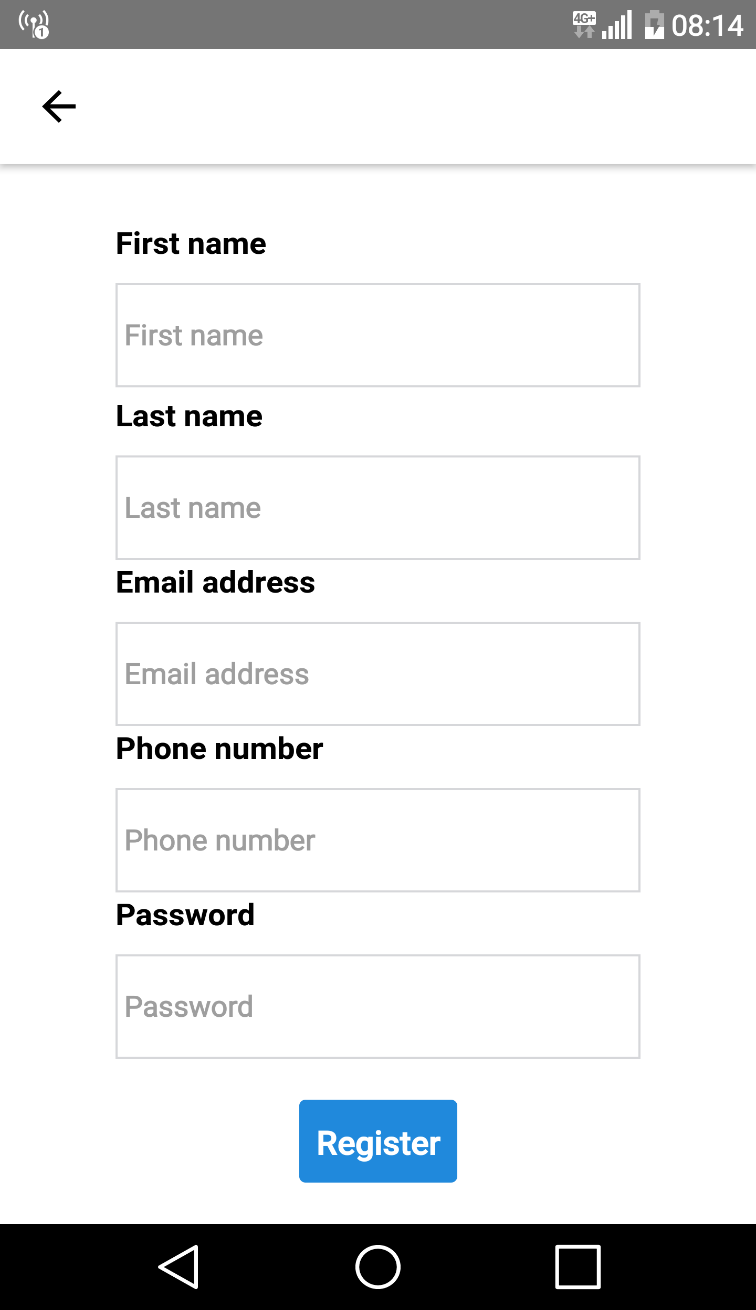 4G+ 08:14
1
First name
First name
Last name
Last name
Email address
Email address
Phone number
Phone number
Password
Password
Register